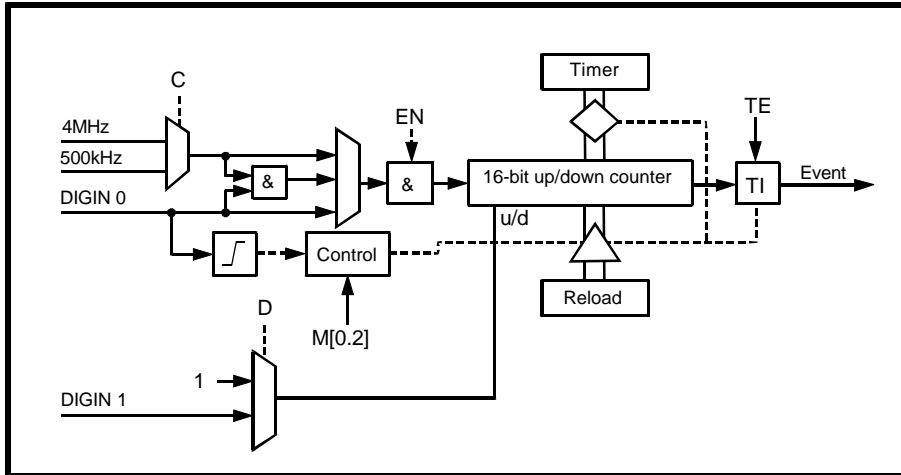 Timer
C
TE
4MHz
EN
500kHz
&
&
16-bit up/down counter
TI
Event
DIGIN 0
u/d
Control
Reload
D
M[0.2]
1
DIGIN 1